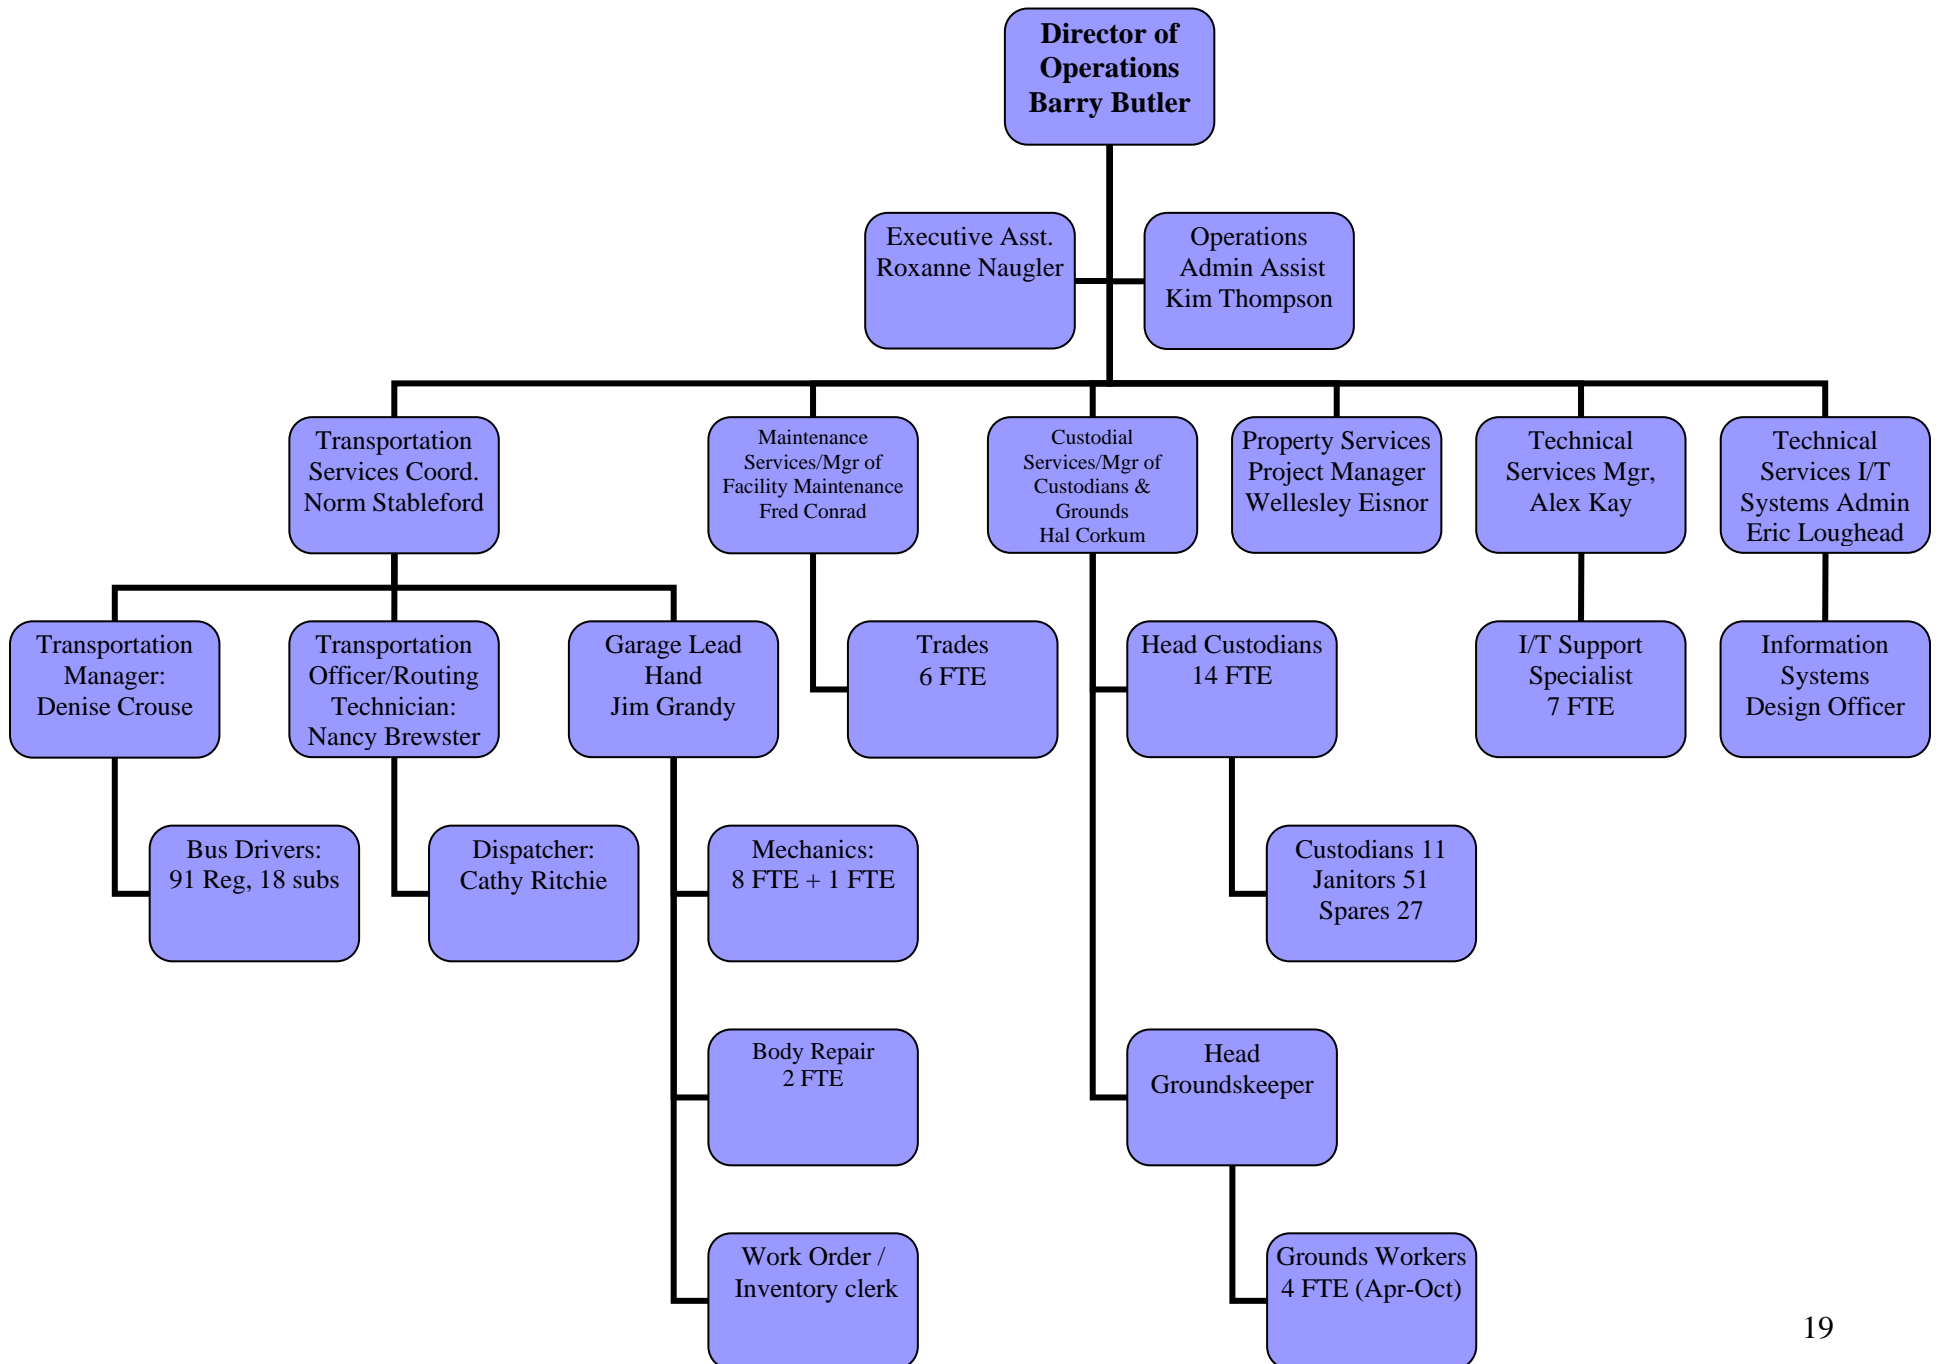 Director of
Operations
Barry Butler
Executive Asst.
Roxanne Naugler
Operations
Admin Assist
Kim Thompson
Transportation
Services Coord.
Norm Stableford
Maintenance
Services/Mgr of
Facility Maintenance
Fred Conrad
Custodial
Services/Mgr of
Custodians &
Grounds
Hal Corkum
Property Services
Project Manager
Wellesley Eisnor
Technical
Services Mgr,
Alex Kay
Technical
Services I/T
Systems Admin
Eric Loughead
Transportation
Manager:
Denise Crouse
Transportation
Officer/Routing
Technician:
Nancy Brewster
Garage Lead
Hand
Jim Grandy
Trades
6 FTE
Head Custodians
14 FTE
I/T Support
Specialist
7 FTE
Information
Systems
Design Officer
Bus Drivers:
91 Reg, 18 subs
Dispatcher:
Cathy Ritchie
Mechanics:
8 FTE + 1 FTE
Custodians 11
Janitors 51
Spares 27
Body Repair
2 FTE
Head
Groundskeeper
Work Order /
Inventory clerk
Grounds Workers
4 FTE (Apr-Oct)
19